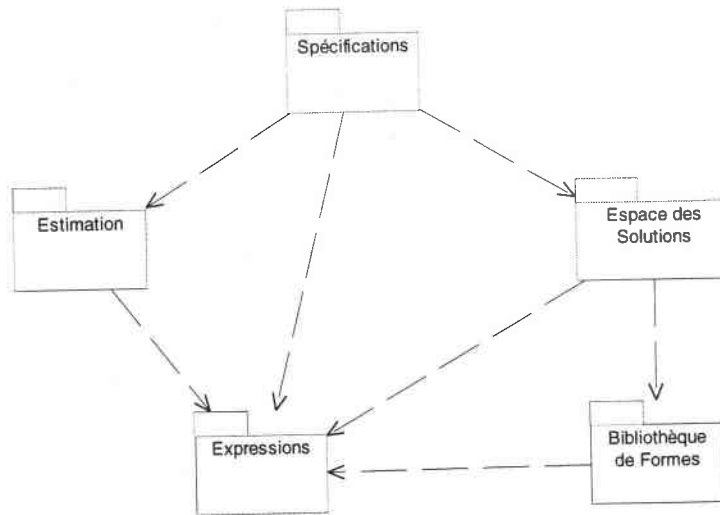 Spécifications
Estimation
Espace des
Solutions
Expressions
Bibliothèque
de Formes